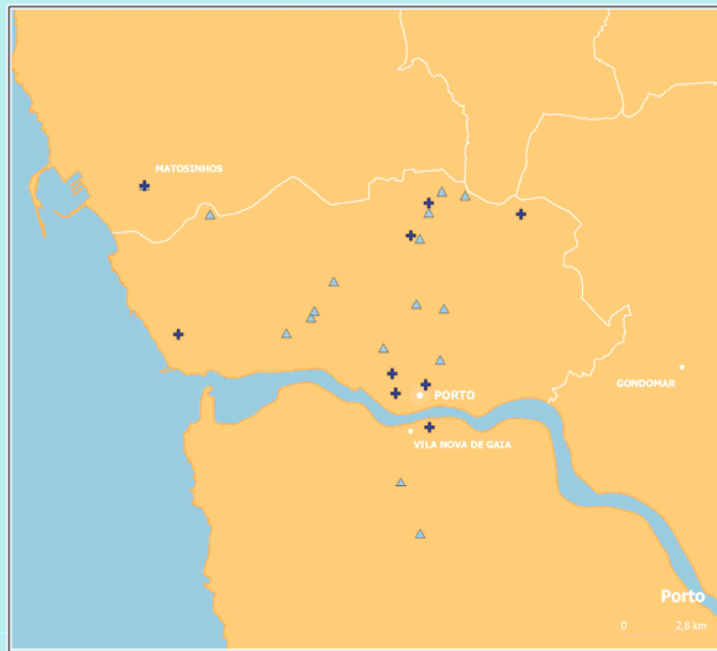 MATOSINHOS
GONDOMAR
PORTO
VILA NOVA DE GAIA
Porto
0 2,8 km